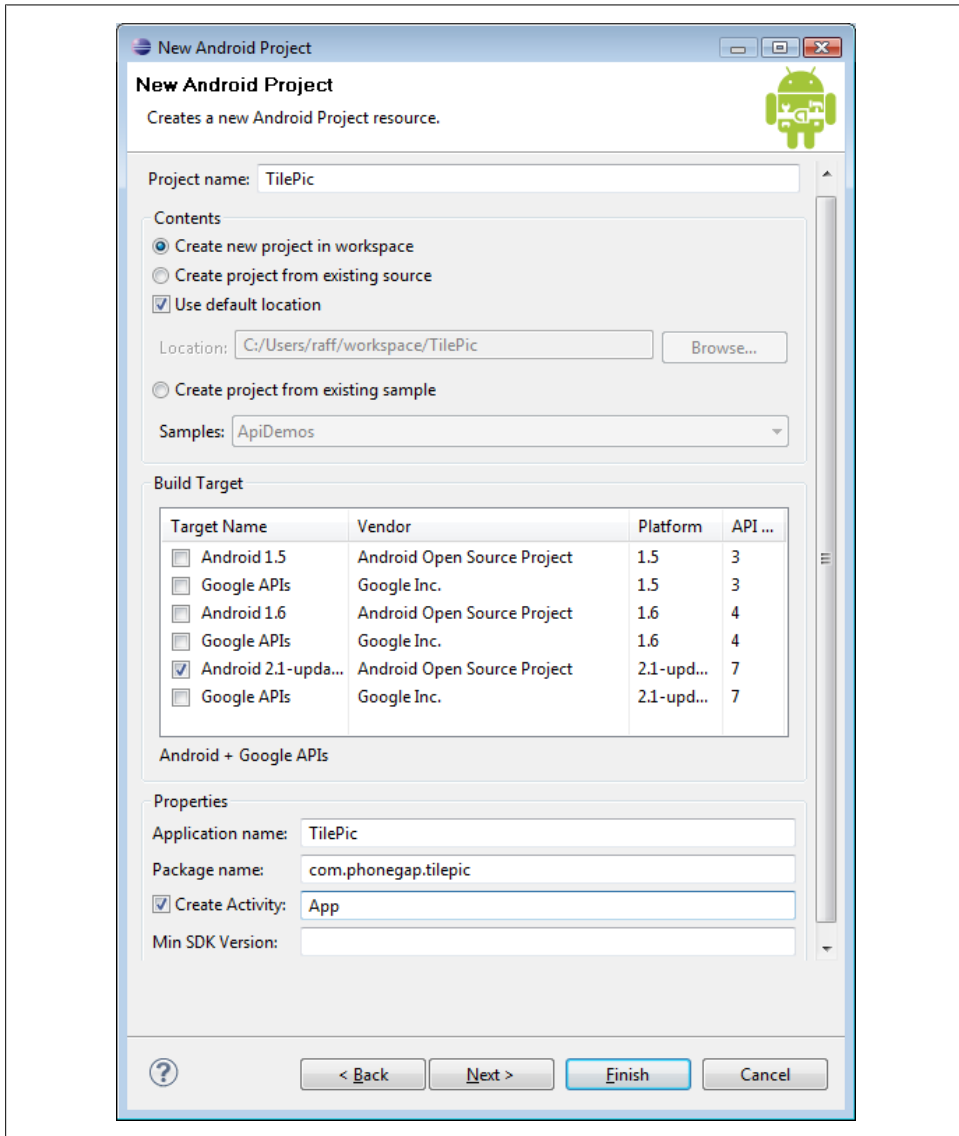 New Android Project
New Android Project
Creates a new Android Project resource.
Project name: TilePic
Contents
Create new project in workspace
Create project from existing source
Use default location
Location: C:/Users/raff/workspace/TilePic Browse...
Create project from existing sample
Samples: ApiDemos
Build Target
Target Name Vendor Platform API ...
Android 1.5 Android Open Source Project 1.5 3
Google APIs Google Inc. 1.5 3
Android 1.6 Android Open Source Project 1.6 4
Google APIs Google Inc. 1.6 4
Android 2.1-upda... Android Open Source Project 2.1-upd... 7
Google APIs Google Inc. 2.1-upd... 7
Android + Google APIs
Properties
Application name: TilePic
Package name: com.phonegap.tilepic
Create Activity: App
Min SDK Version:
? < Back Next > Finish Cancel